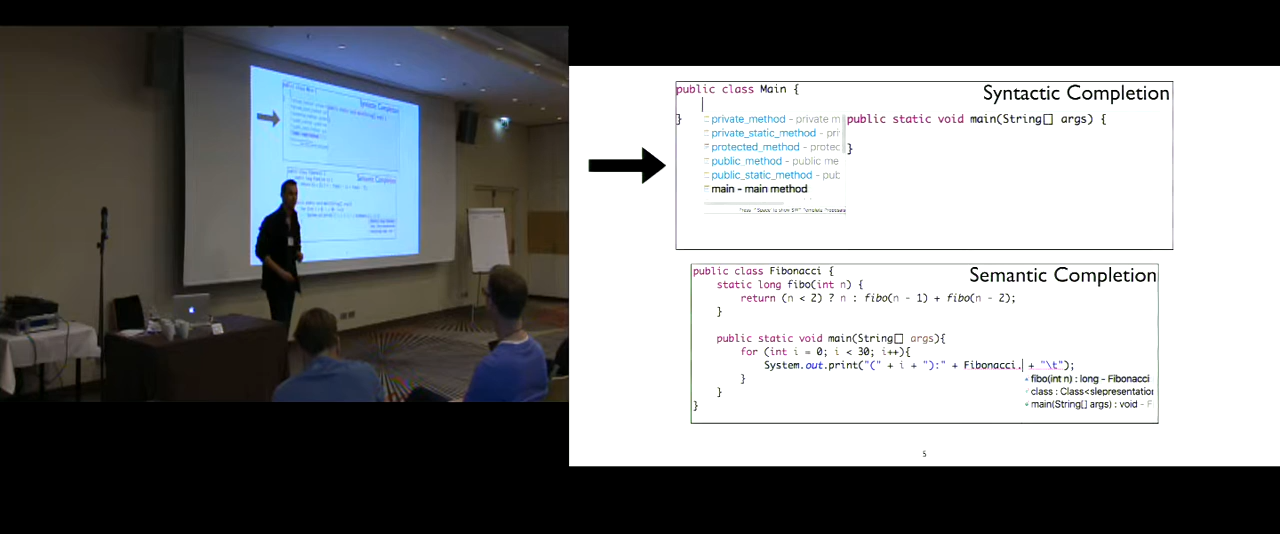 Syntactic Completion
public class Main {
}
private_method - private m
private_static_method - pri
protected_method - protec
public_method - public me
public_static_method - pub
main - main method
public static void main(String[] args) {
}
Semantic Completion
public class Fibonacci {
static long fibo(int n) {
return (n < 2) ? n : fibo(n - 1) + fibo(n - 2);
}
public static void main(String[] args){
for (int i = 0; i < 30; i++){
System.out.print("(" + i + "):" + Fibonacci. + "\t");
}
}
}
fibo(int n) : long - Fibonacci
class : Class<slepresentation
main(String[] args) : void - F
5